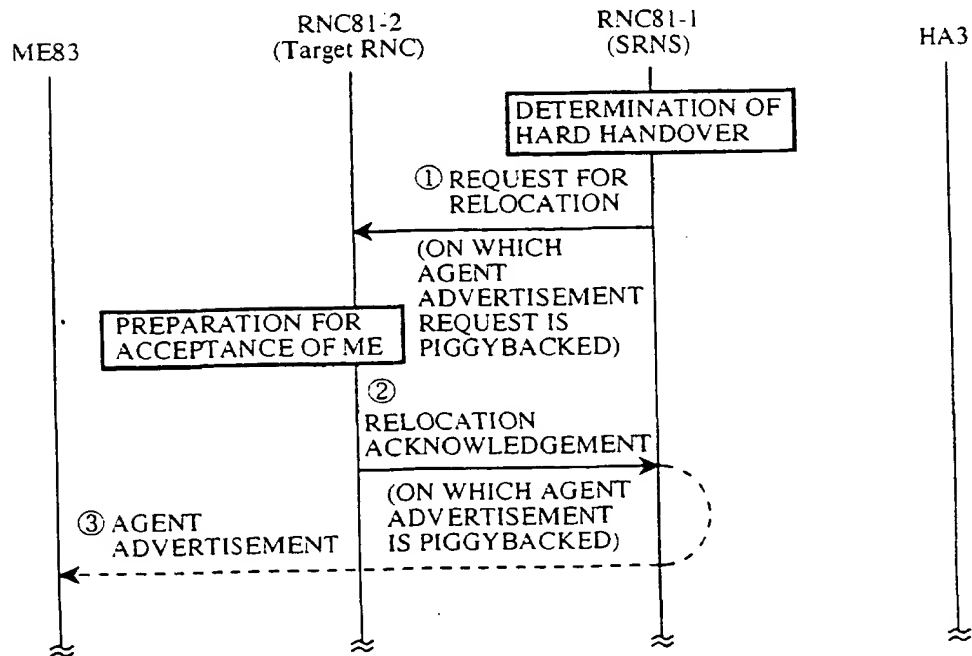 ME83
RNC81-2
(Target RNC)
RNC81-1
(SRNS)
HA3
DETERMINATION OF
HARD HANDOVER
① REQUEST FOR
RELOCATION
(ON WHICH
AGENT
ADVERTISEMENT
REQUEST IS
PIGGYBACKED)
PREPARATION FOR
ACCEPTANCE OF ME
②
RELOCATION
ACKNOWLEDGEMENT
(ON WHICH AGENT
ADVERTISEMENT
IS PIGGYBACKED)
③ AGENT
ADVERTISEMENT